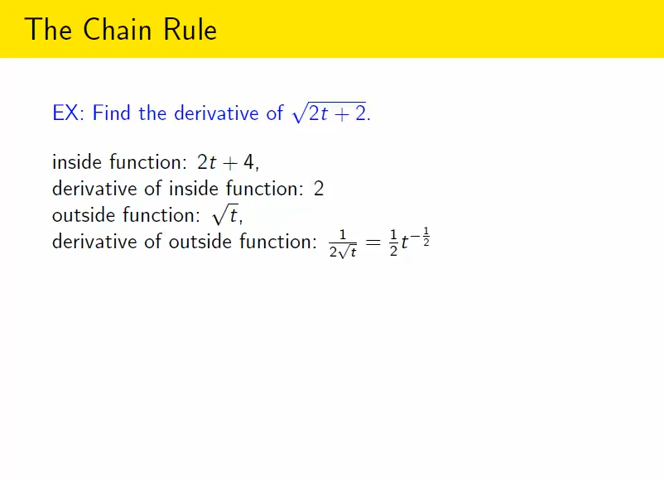 The Chain Rule
EX: Find the derivative of √(2t + 2).
inside function: 2t + 4,
derivative of inside function: 2
outside function: √t,
derivative of outside function: 1/(2√t) = 1/2 t^(-1/2)